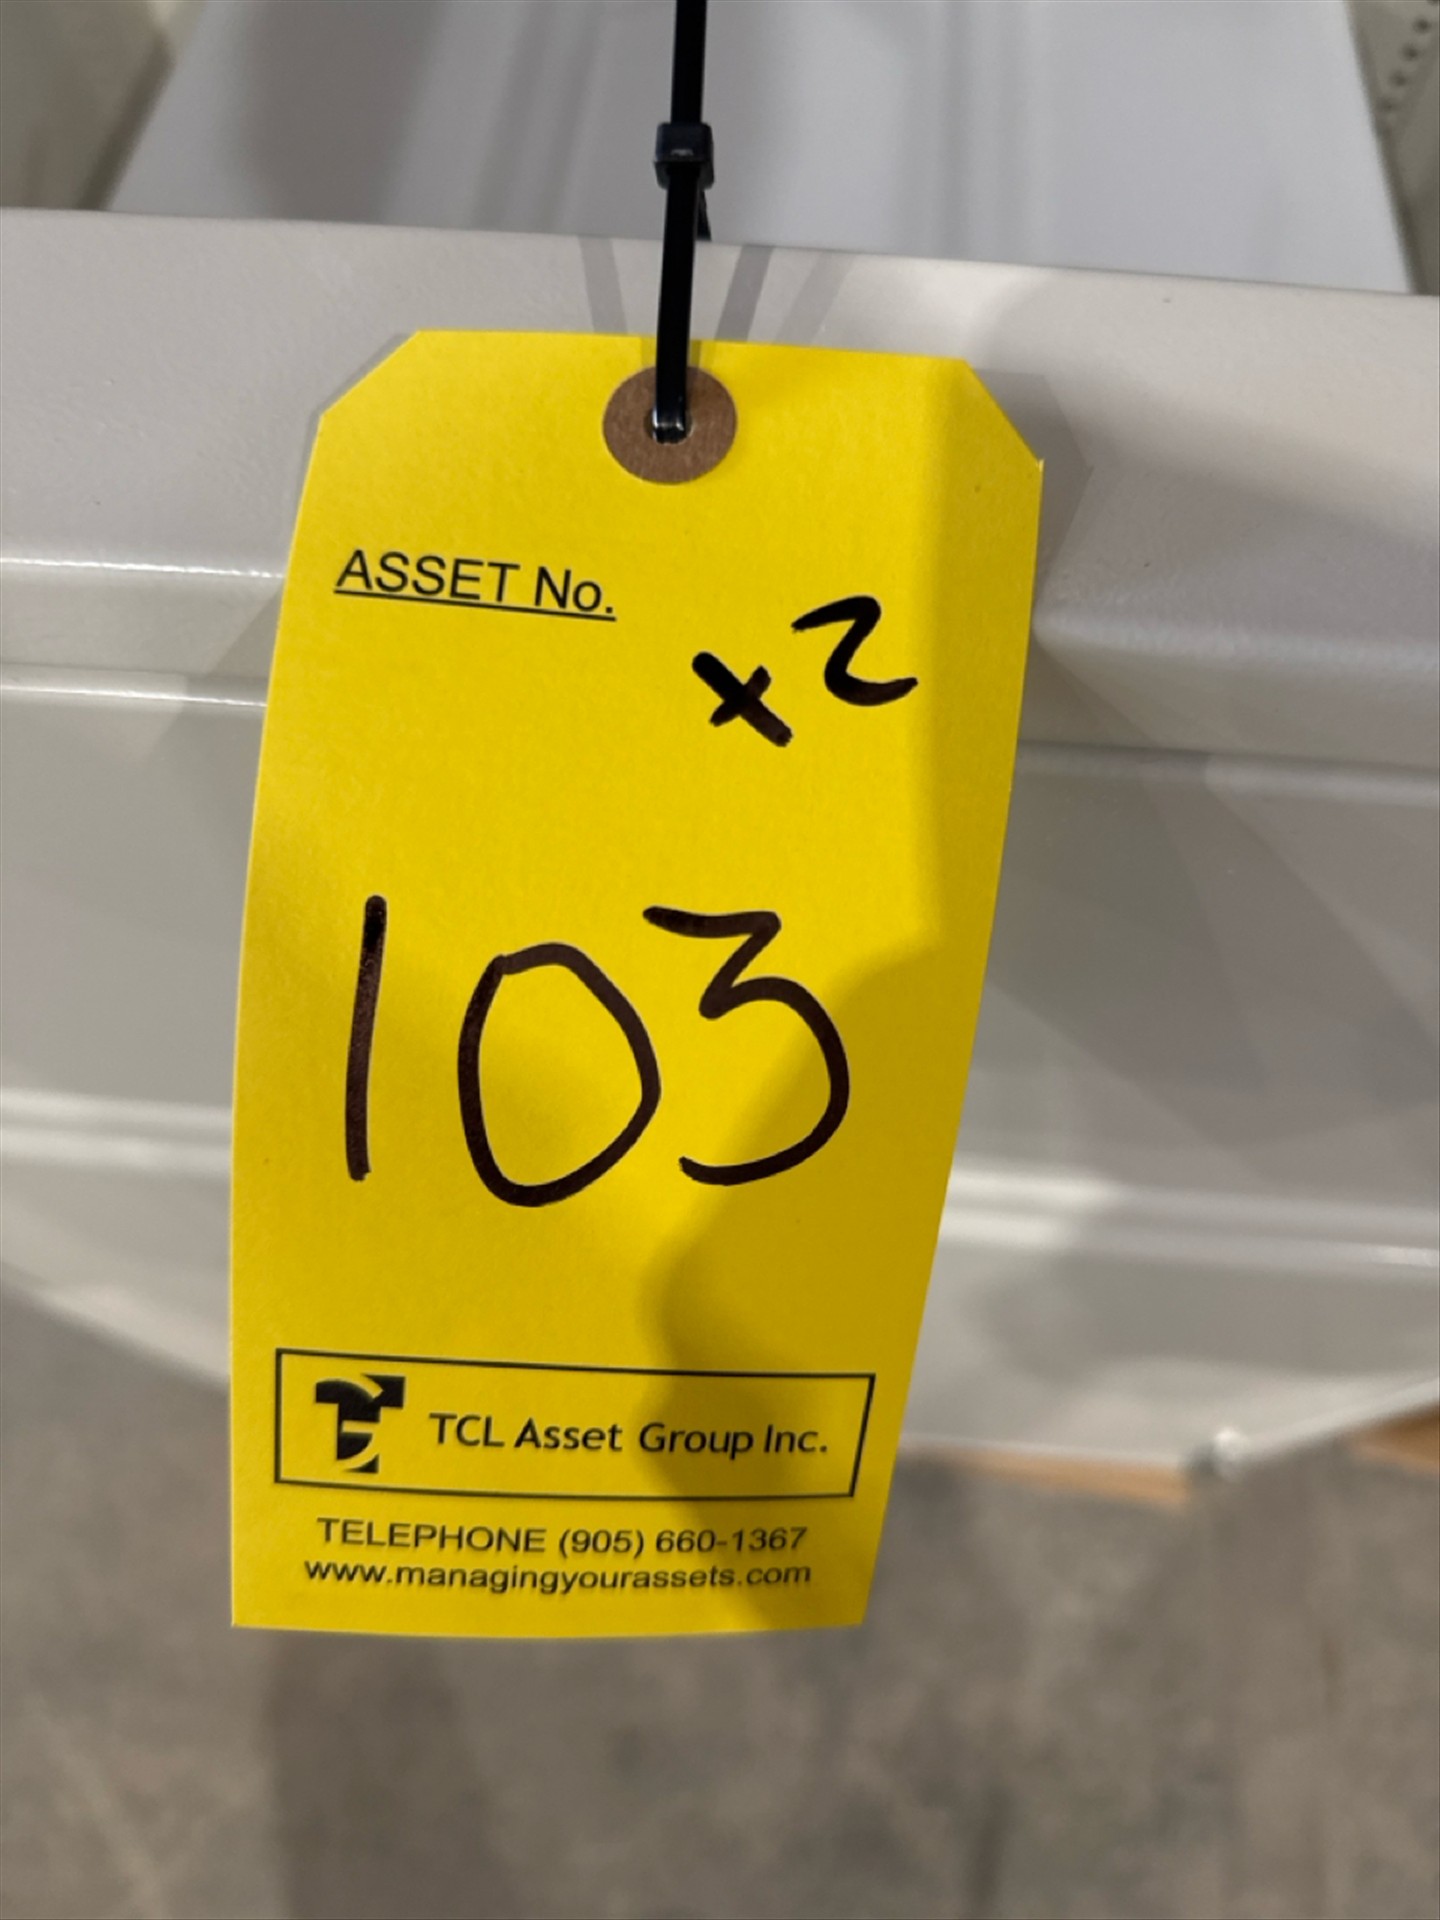 ASSET No.
x2
103
TCL Asset Group Inc.
TELEPHONE (905) 660-1367
www.managingyourassets.com